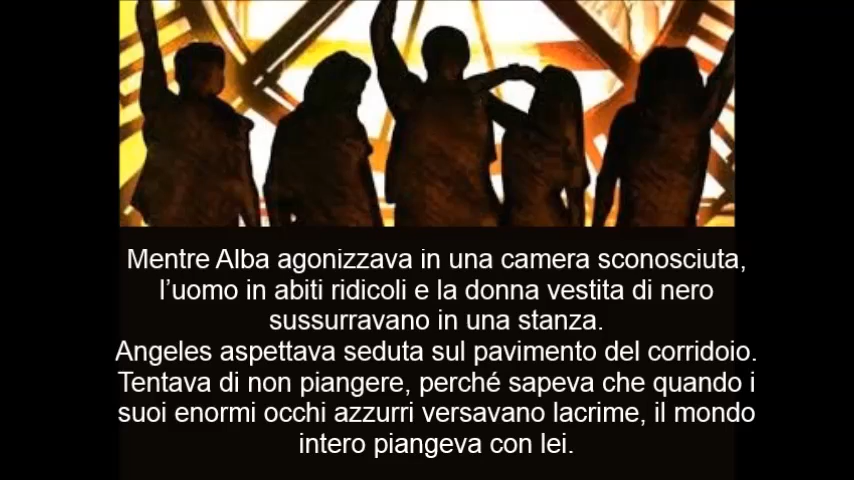 Mentre Alba agonizzava in una camera sconosciuta,
l’uomo in abiti ridicoli e la donna vestita di nero
sussurravano in una stanza.
Angeles aspettava seduta sul pavimento del corridoio.
Tentava di non piangere, perché sapeva che quando i
suoi enormi occhi azzurri versavano lacrime, il mondo
intero piangeva con lei.